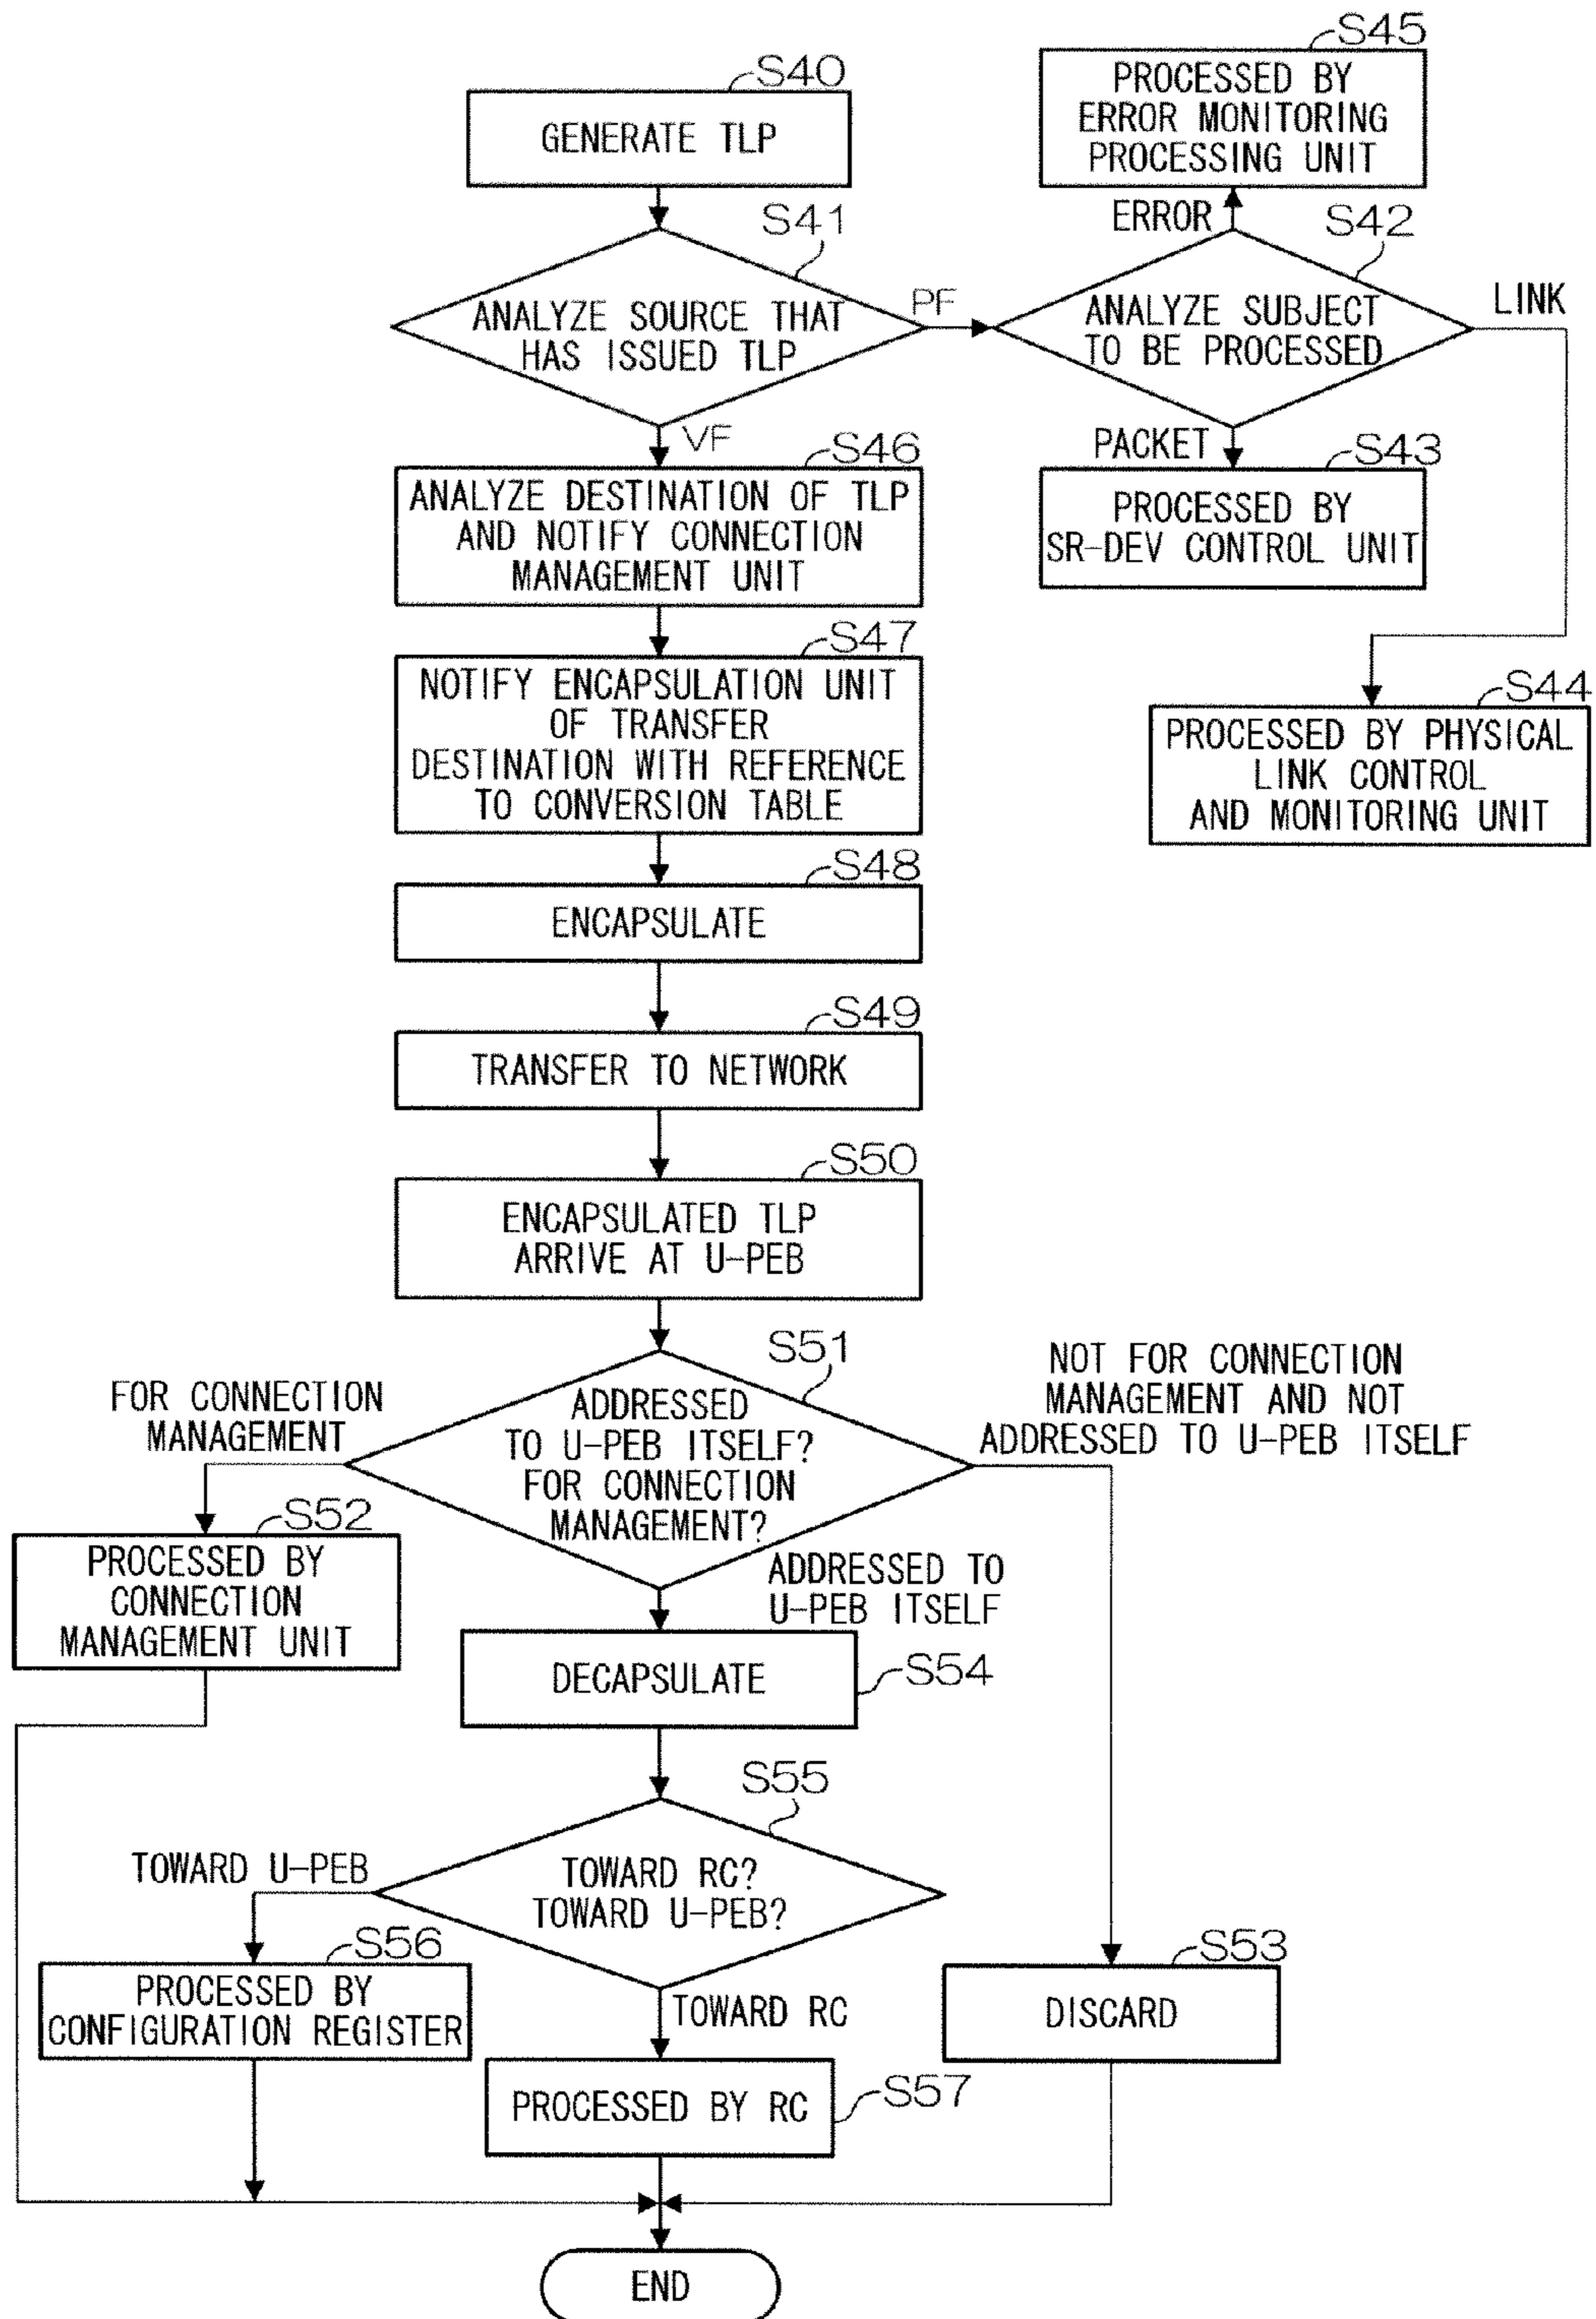 S40
GENERATE TLP
S45
PROCESSED BY
ERROR MONITORING
PROCESSING UNIT
S41
ANALYZE SOURCE THAT
HAS ISSUED TLP
PF
ERROR
S42
ANALYZE SUBJECT
TO BE PROCESSED
LINK
VF
PACKET
S43
PROCESSED BY
SR-DEV CONTROL UNIT
S46
ANALYZE DESTINATION OF TLP
AND NOTIFY CONNECTION
MANAGEMENT UNIT
S47
NOTIFY ENCAPSULATION UNIT
OF TRANSFER
DESTINATION WITH REFERENCE
TO CONVERSION TABLE
S44
PROCESSED BY PHYSICAL
LINK CONTROL
AND MONITORING UNIT
S48
ENCAPSULATE
S49
TRANSFER TO NETWORK
S50
ENCAPSULATED TLP
ARRIVE AT U-PEB
S51
ADDRESSED
TO U-PEB ITSELF?
FOR CONNECTION
MANAGEMENT?
FOR CONNECTION
MANAGEMENT
NOT FOR CONNECTION
MANAGEMENT AND NOT
ADDRESSED TO U-PEB ITSELF
S52
PROCESSED BY
CONNECTION
MANAGEMENT UNIT
ADDRESSED TO
U-PEB ITSELF
DECAPSULATE
S54
S55
TOWARD RC?
TOWARD U-PEB?
TOWARD U-PEB
S56
PROCESSED BY
CONFIGURATION REGISTER
TOWARD RC
S53
DISCARD
PROCESSED BY RC
S57
END